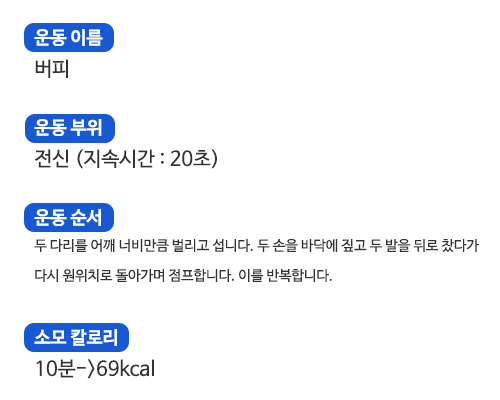 운동 이름
버피
운동 부위
전신 (지속시간 : 20초)
운동 순서
두 다리를 어깨 너비만큼 벌리고 섭니다. 두 손을 바닥에 짚고 두 발을 뒤로 찼다가
다시 원위치로 돌아가며 점프합니다. 이를 반복합니다.
소모 칼로리
10분->69kcal